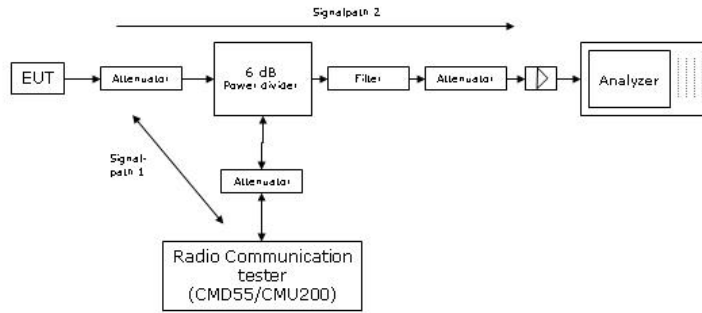 Signalpath 2
EUT
Attenuator
6 dB
Power divider
Filter
Attenuator
Analyzer
Signal-
path 1
Attenuator
Radio Communication
tester
(CMD55/CMU200)